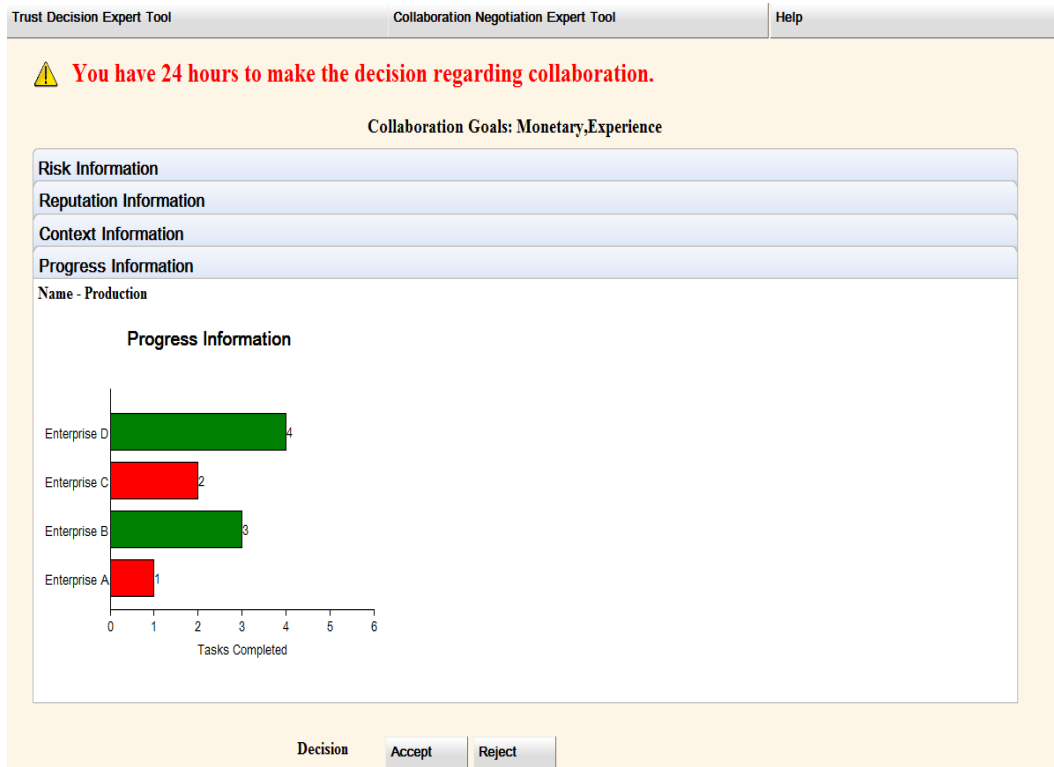 Trust Decision Expert Tool Collaboration Negotiation Expert Tool Help
You have 24 hours to make the decision regarding collaboration.
Collaboration Goals: Monetary,Experience
Risk Information
Reputation Information
Context Information
Progress Information
Name - Production
Progress Information
Enterprise D 4
Enterprise C 2
Enterprise B 3
Enterprise A 1
0 1 2 3 4 5 6
Tasks Completed
Decision Accept Reject